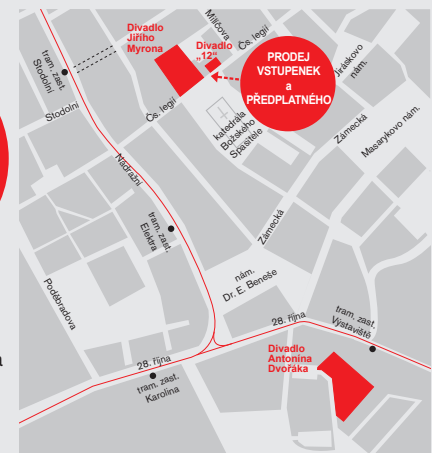 Divadlo
Jiřího
Myrona
Divadlo
„12“
PRODEJ
VSTUPENEK
a
PŘEDPLATNÉHO
Milíčova
Čs. legií
Jiráskovo
nám.
tram. zast.
Stodolní
Stodolní
Čs. legií
katedrála
Božského
Spasitele
Zámecká
Masarykovo nám.
Nádražní
tram. zast.
Elektra
Zámecká
nám.
Dr. E. Beneše
Poděbradova
28. října
tram. zast.
Výstaviště
28. října
tram. zast.
Karolina
Divadlo
Antonína
Dvořáka